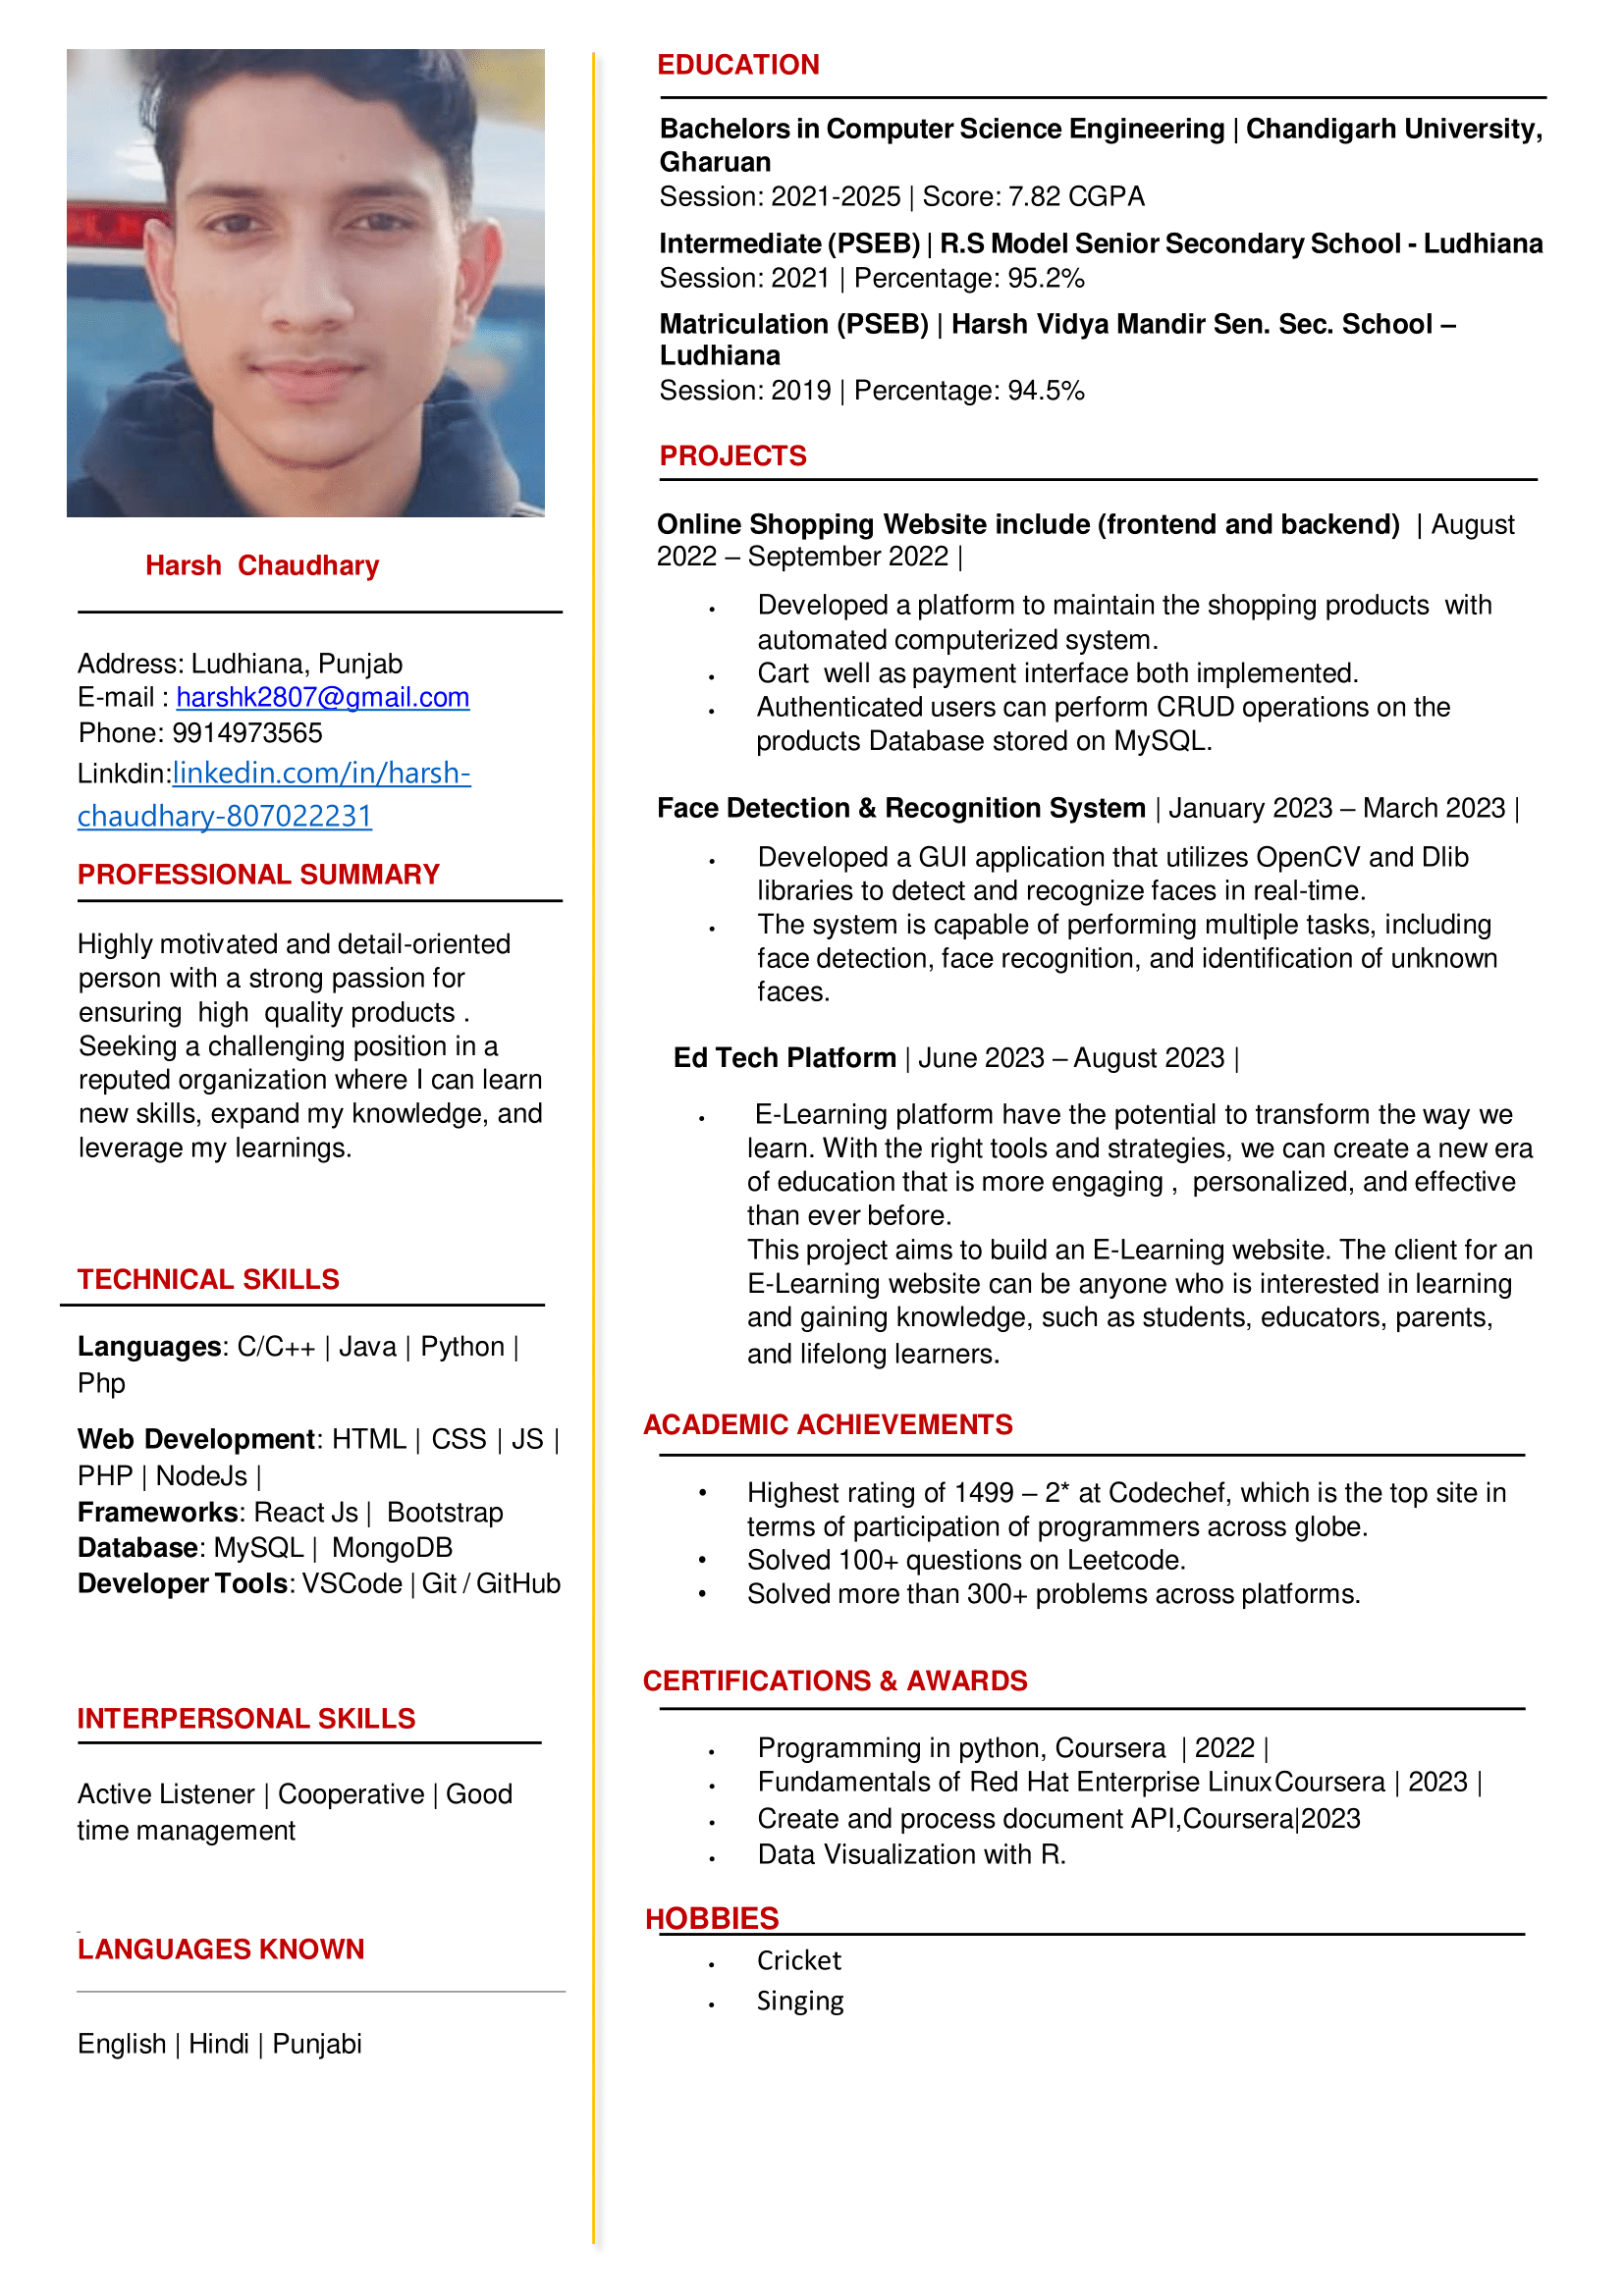 Harsh  Chaudhary
Address: Ludhiana, Punjab
E-mail : harshk2807@gmail.com
Phone: 9914973565
Linkdin:linkedin.com/in/harsh-
chaudhary-807022231
PROFESSIONAL SUMMARY
Highly motivated and detail-oriented
person with a strong passion for
ensuring  high  quality products .
Seeking a challenging position in a
reputed organization where I can learn
new skills, expand my knowledge, and
leverage my learnings.
TECHNICAL SKILLS
Languages: C/C++ | Java | Python |
Php
Web Development: HTML | CSS | JS |
PHP | NodeJs |
Frameworks: React Js |  Bootstrap
Database: MySQL |  MongoDB
Developer Tools: VSCode | Git / GitHub
INTERPERSONAL SKILLS
Active Listener | Cooperative | Good
time management
LANGUAGES KNOWN
English | Hindi | Punjabi
EDUCATION
Bachelors in Computer Science Engineering | Chandigarh University,
Gharuan
Session: 2021-2025 | Score: 7.82 CGPA
Intermediate (PSEB) | R.S Model Senior Secondary School - Ludhiana
Session: 2021 | Percentage: 95.2%
Matriculation (PSEB) | Harsh Vidya Mandir Sen. Sec. School –
Ludhiana
Session: 2019 | Percentage: 94.5%
PROJECTS
Online Shopping Website include (frontend and backend)  | August
2022 – September 2022 |
• Developed a platform to maintain the shopping products  with
automated computerized system.
• Cart  well as payment interface both implemented.
• Authenticated users can perform CRUD operations on the
products Database stored on MySQL.
Face Detection & Recognition System | January 2023 – March 2023 |
• Developed a GUI application that utilizes OpenCV and Dlib
libraries to detect and recognize faces in real-time.
• The system is capable of performing multiple tasks, including
face detection, face recognition, and identification of unknown
faces.
Ed Tech Platform | June 2023 – August 2023 |
• E-Learning platform have the potential to transform the way we
learn. With the right tools and strategies, we can create a new era
of education that is more engaging ,  personalized, and effective
than ever before.
This project aims to build an E-Learning website. The client for an
E-Learning website can be anyone who is interested in learning
and gaining knowledge, such as students, educators, parents,
and lifelong learners.
ACADEMIC ACHIEVEMENTS
• Highest rating of 1499 – 2* at Codechef, which is the top site in
terms of participation of programmers across globe.
• Solved 100+ questions on Leetcode.
• Solved more than 300+ problems across platforms.
CERTIFICATIONS & AWARDS
• Programming in python, Coursera  | 2022 |
• Fundamentals of Red Hat Enterprise LinuxCoursera | 2023 |
• Create and process document API,Coursera|2023
• Data Visualization with R.
HOBBIES
• Cricket
• Singing